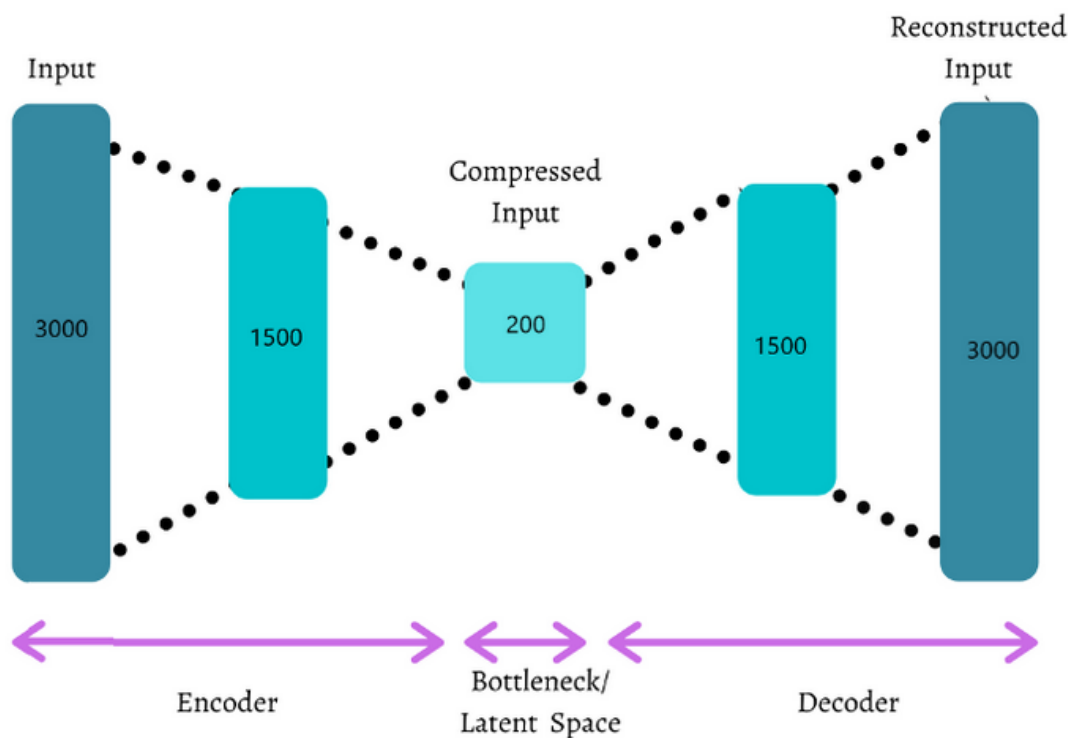 Input
Reconstructed
Input
Compressed
Input
3000
1500
200
1500
3000
Encoder
Bottleneck/
Latent Space
Decoder